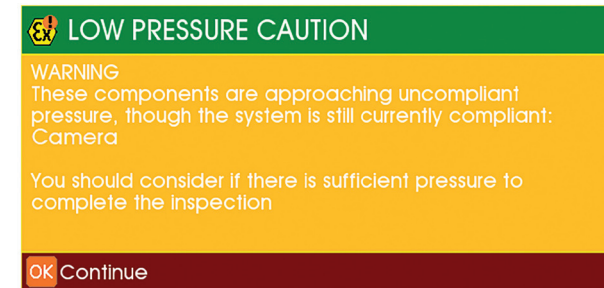 Ex! LOW PRESSURE CAUTION
WARNING
These components are approaching uncompliant
pressure, though the system is still currently compliant:
Camera
You should consider if there is sufficient pressure to
complete the inspection
OK Continue